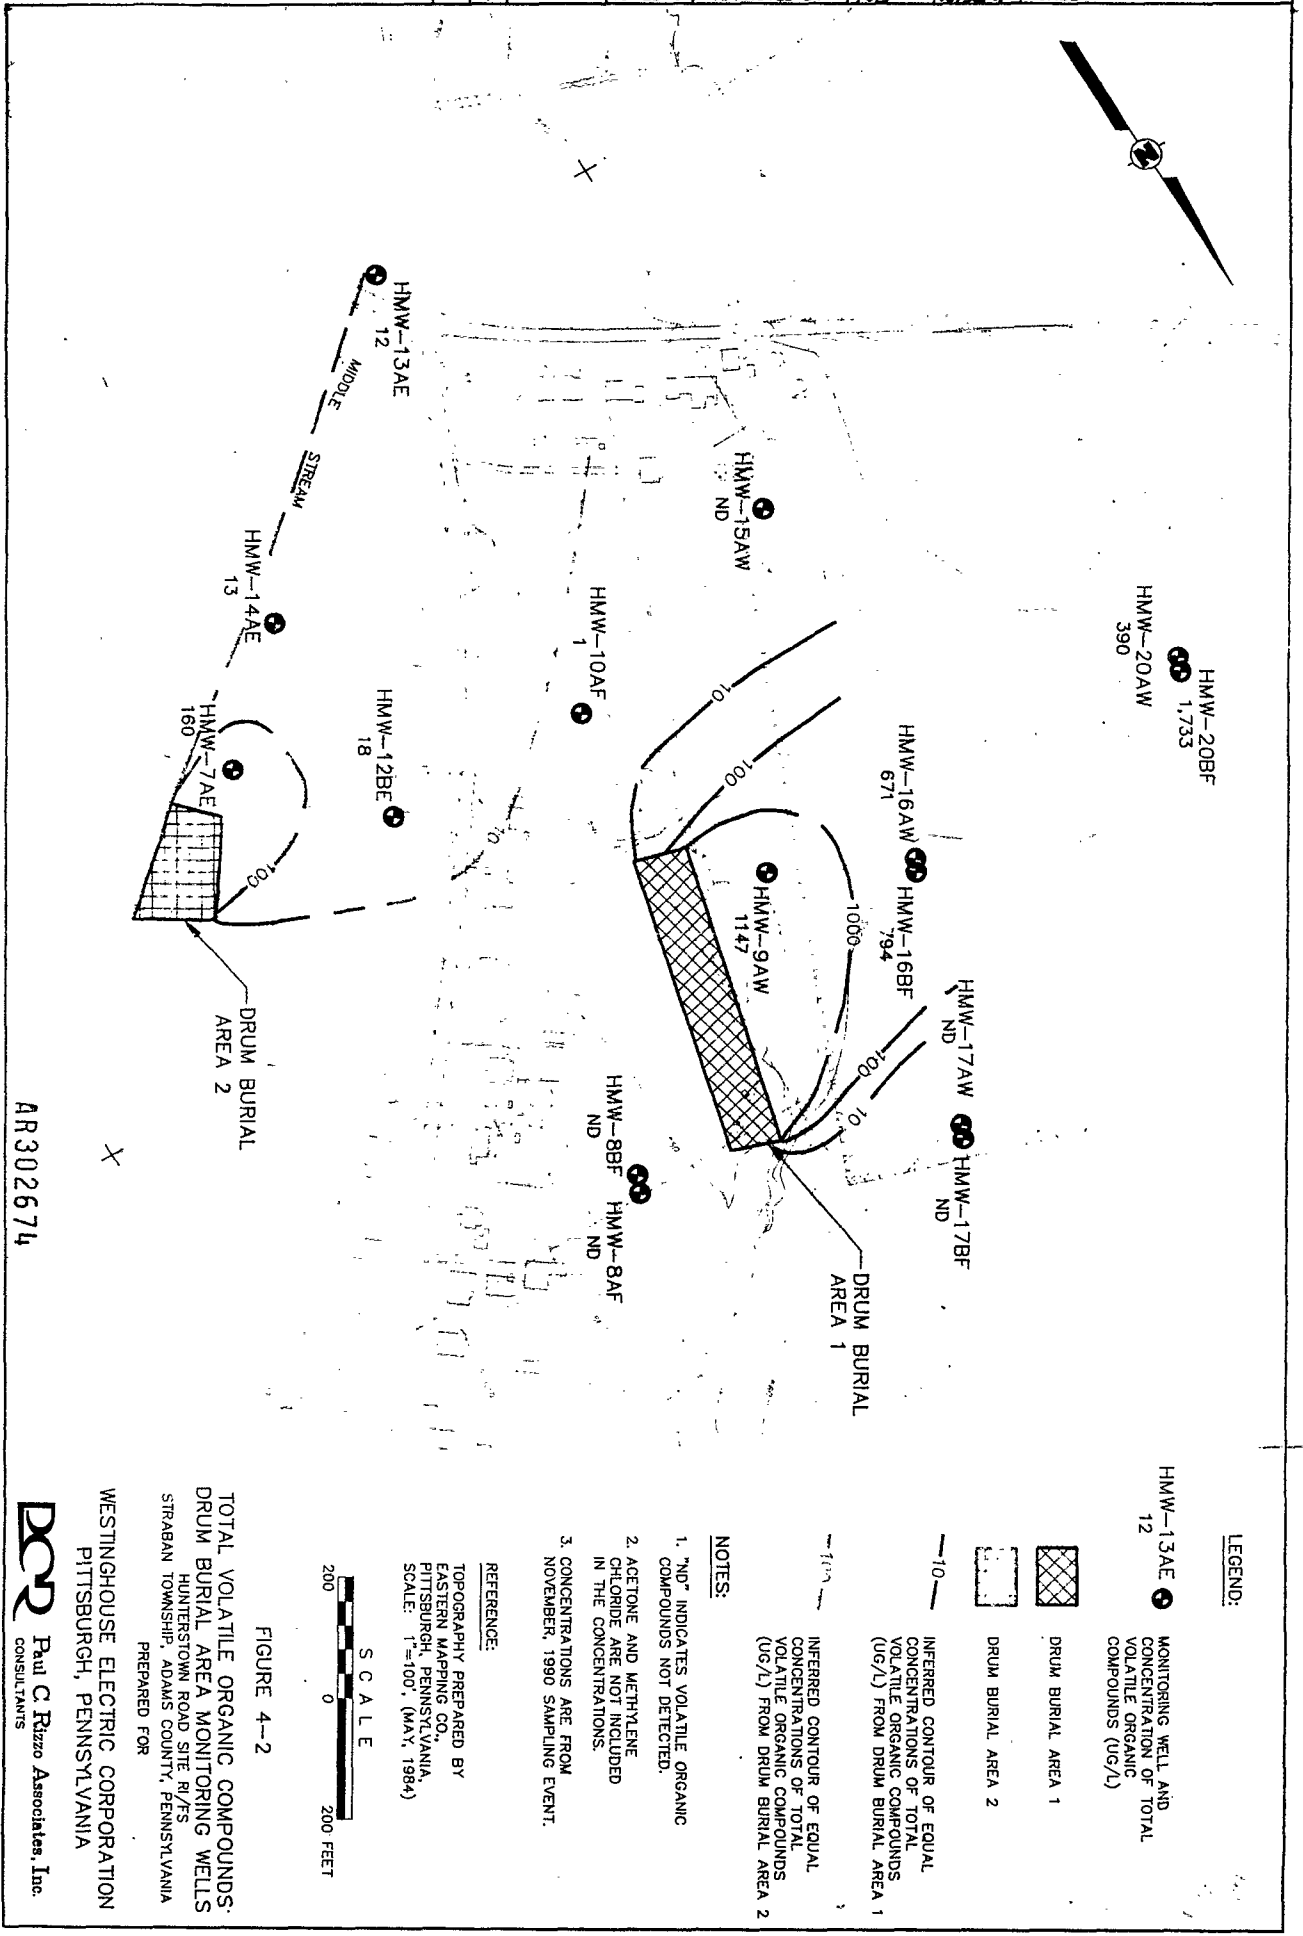 N
HMW-20BF
1,733
HMW-20AW
390
HMW-13AE
12
MIDDLE
STREAM
HMW-15AW
ND
HMW-14AE
13
HMW-10AF
1
HMW-7AE
160
HMW-12BE
18
HMW-16AW
671
HMW-16BF
794
HMW-9AW
1147
HMW-17AW
ND
HMW-17BF
ND
HMW-8BF
ND
HMW-8AF
ND
10
100
1000
100
10
100
10
DRUM BURIAL
AREA 1
DRUM BURIAL
AREA 2
LEGEND:
HMW-13AE
12
MONITORING WELL AND
CONCENTRATION OF TOTAL
VOLATILE ORGANIC
COMPOUNDS (UG/L)
DRUM BURIAL AREA 1
DRUM BURIAL AREA 2
10
INFERRED CONTOUR OF EQUAL
CONCENTRATIONS OF TOTAL
VOLATILE ORGANIC COMPOUNDS
(UG/L) FROM DRUM BURIAL AREA 1
100
INFERRED CONTOUR OF EQUAL
CONCENTRATIONS OF TOTAL
VOLATILE ORGANIC COMPOUNDS
(UG/L) FROM DRUM BURIAL AREA 2
NOTES:
1. "ND" INDICATES VOLATILE ORGANIC
COMPOUNDS NOT DETECTED.
2. ACETONE AND METHYLENE
CHLORIDE ARE NOT INCLUDED
IN THE CONCENTRATIONS.
3. CONCENTRATIONS ARE FROM
NOVEMBER, 1990 SAMPLING EVENT.
REFERENCE:
TOPOGRAPHY PREPARED BY
EASTERN MAPPING CO.,
PITTSBURGH, PENNSYLVANIA,
SCALE: 1"=100', (MAY, 1984)
SCALE
200 0 200 FEET
FIGURE 4-2
TOTAL VOLATILE ORGANIC COMPOUNDS
DRUM BURIAL AREA MONITORING WELLS
HUNTERSTOWN ROAD SITE RI/FS
STRABAN TOWNSHIP, ADAMS COUNTY, PENNSYLVANIA
PREPARED FOR
WESTINGHOUSE ELECTRIC CORPORATION
PITTSBURGH, PENNSYLVANIA
Paul C. Rizzo Associates, Inc.
CONSULTANTS
AR302674